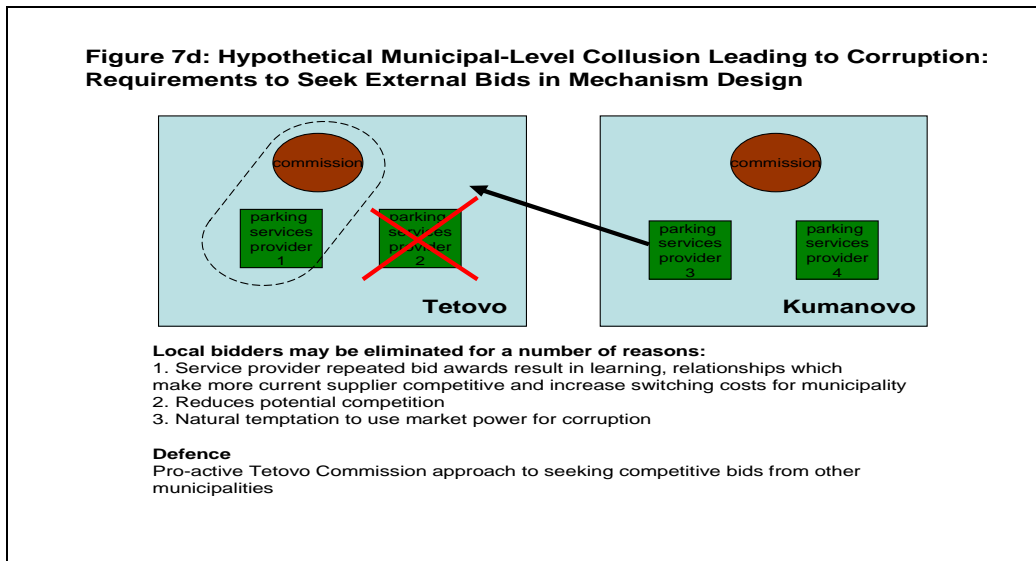 Figure 7d: Hypothetical Municipal-Level Collusion Leading to Corruption:
Requirements to Seek External Bids in Mechanism Design
commission
parking
services
provider
1
parking
services
provider
2
Tetovo
commission
parking
services
provider
3
parking
services
provider
4
Kumanovo
Local bidders may be eliminated for a number of reasons:
1. Service provider repeated bid awards result in learning, relationships which
make more current supplier competitive and increase switching costs for municipality
2. Reduces potential competition
3. Natural temptation to use market power for corruption
Defence
Pro-active Tetovo Commission approach to seeking competitive bids from other
municipalities